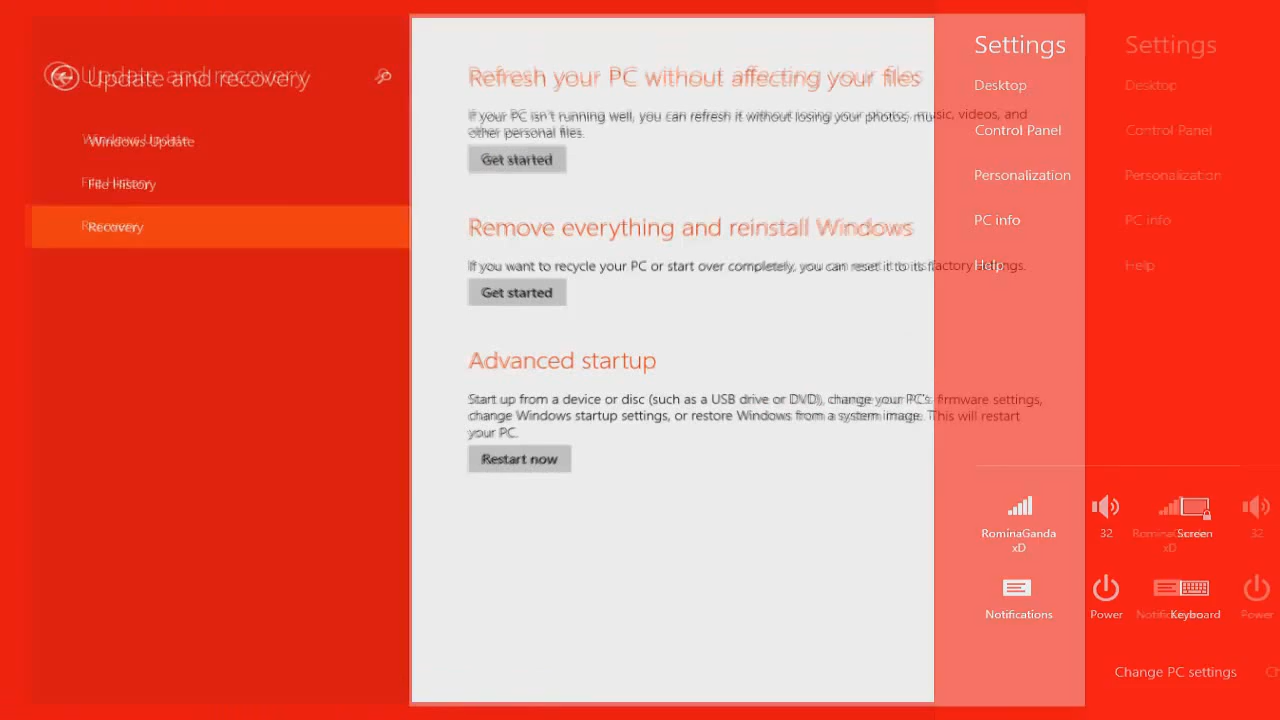 Update and recovery
Windows Update
File History
Recovery
Refresh your PC without affecting your files
If your PC isn't running well, you can refresh it without losing your photos, music, videos, and
other personal files.
Get started
Remove everything and reinstall Windows
If you want to recycle your PC or start over completely, you can reset it to its factory settings.
Get started
Advanced startup
Start up from a device or disc (such as a USB drive or DVD), change your PC's firmware settings,
change Windows startup settings, or restore Windows from a system image. This will restart
your PC.
Restart now
Settings
Desktop
Control Panel
Personalization
PC info
Help
RominaGanda
xD
32
Screen
Notifications
Power
Keyboard
Change PC settings
Settings
Desktop
Control Panel
Personalization
PC info
Help
RominaGanda
xD
32
Notifications
Power